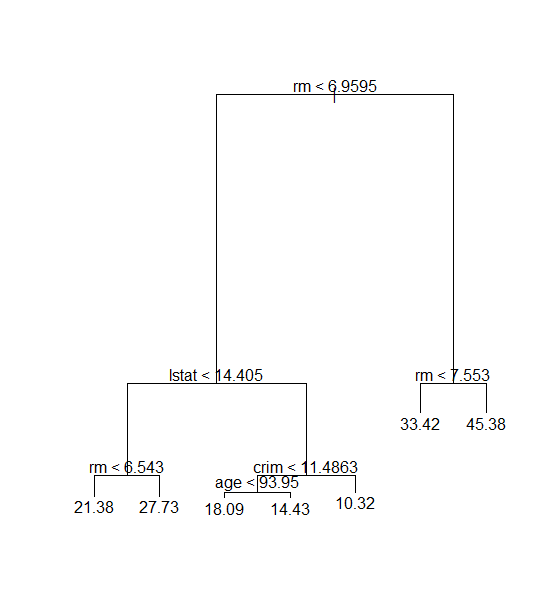 rm < 6.9595
lstat < 14.405
rm < 7.553
33.42
45.38
rm < 6.543
crim < 11.4863
age < 93.95
21.38
27.73
18.09
14.43
10.32